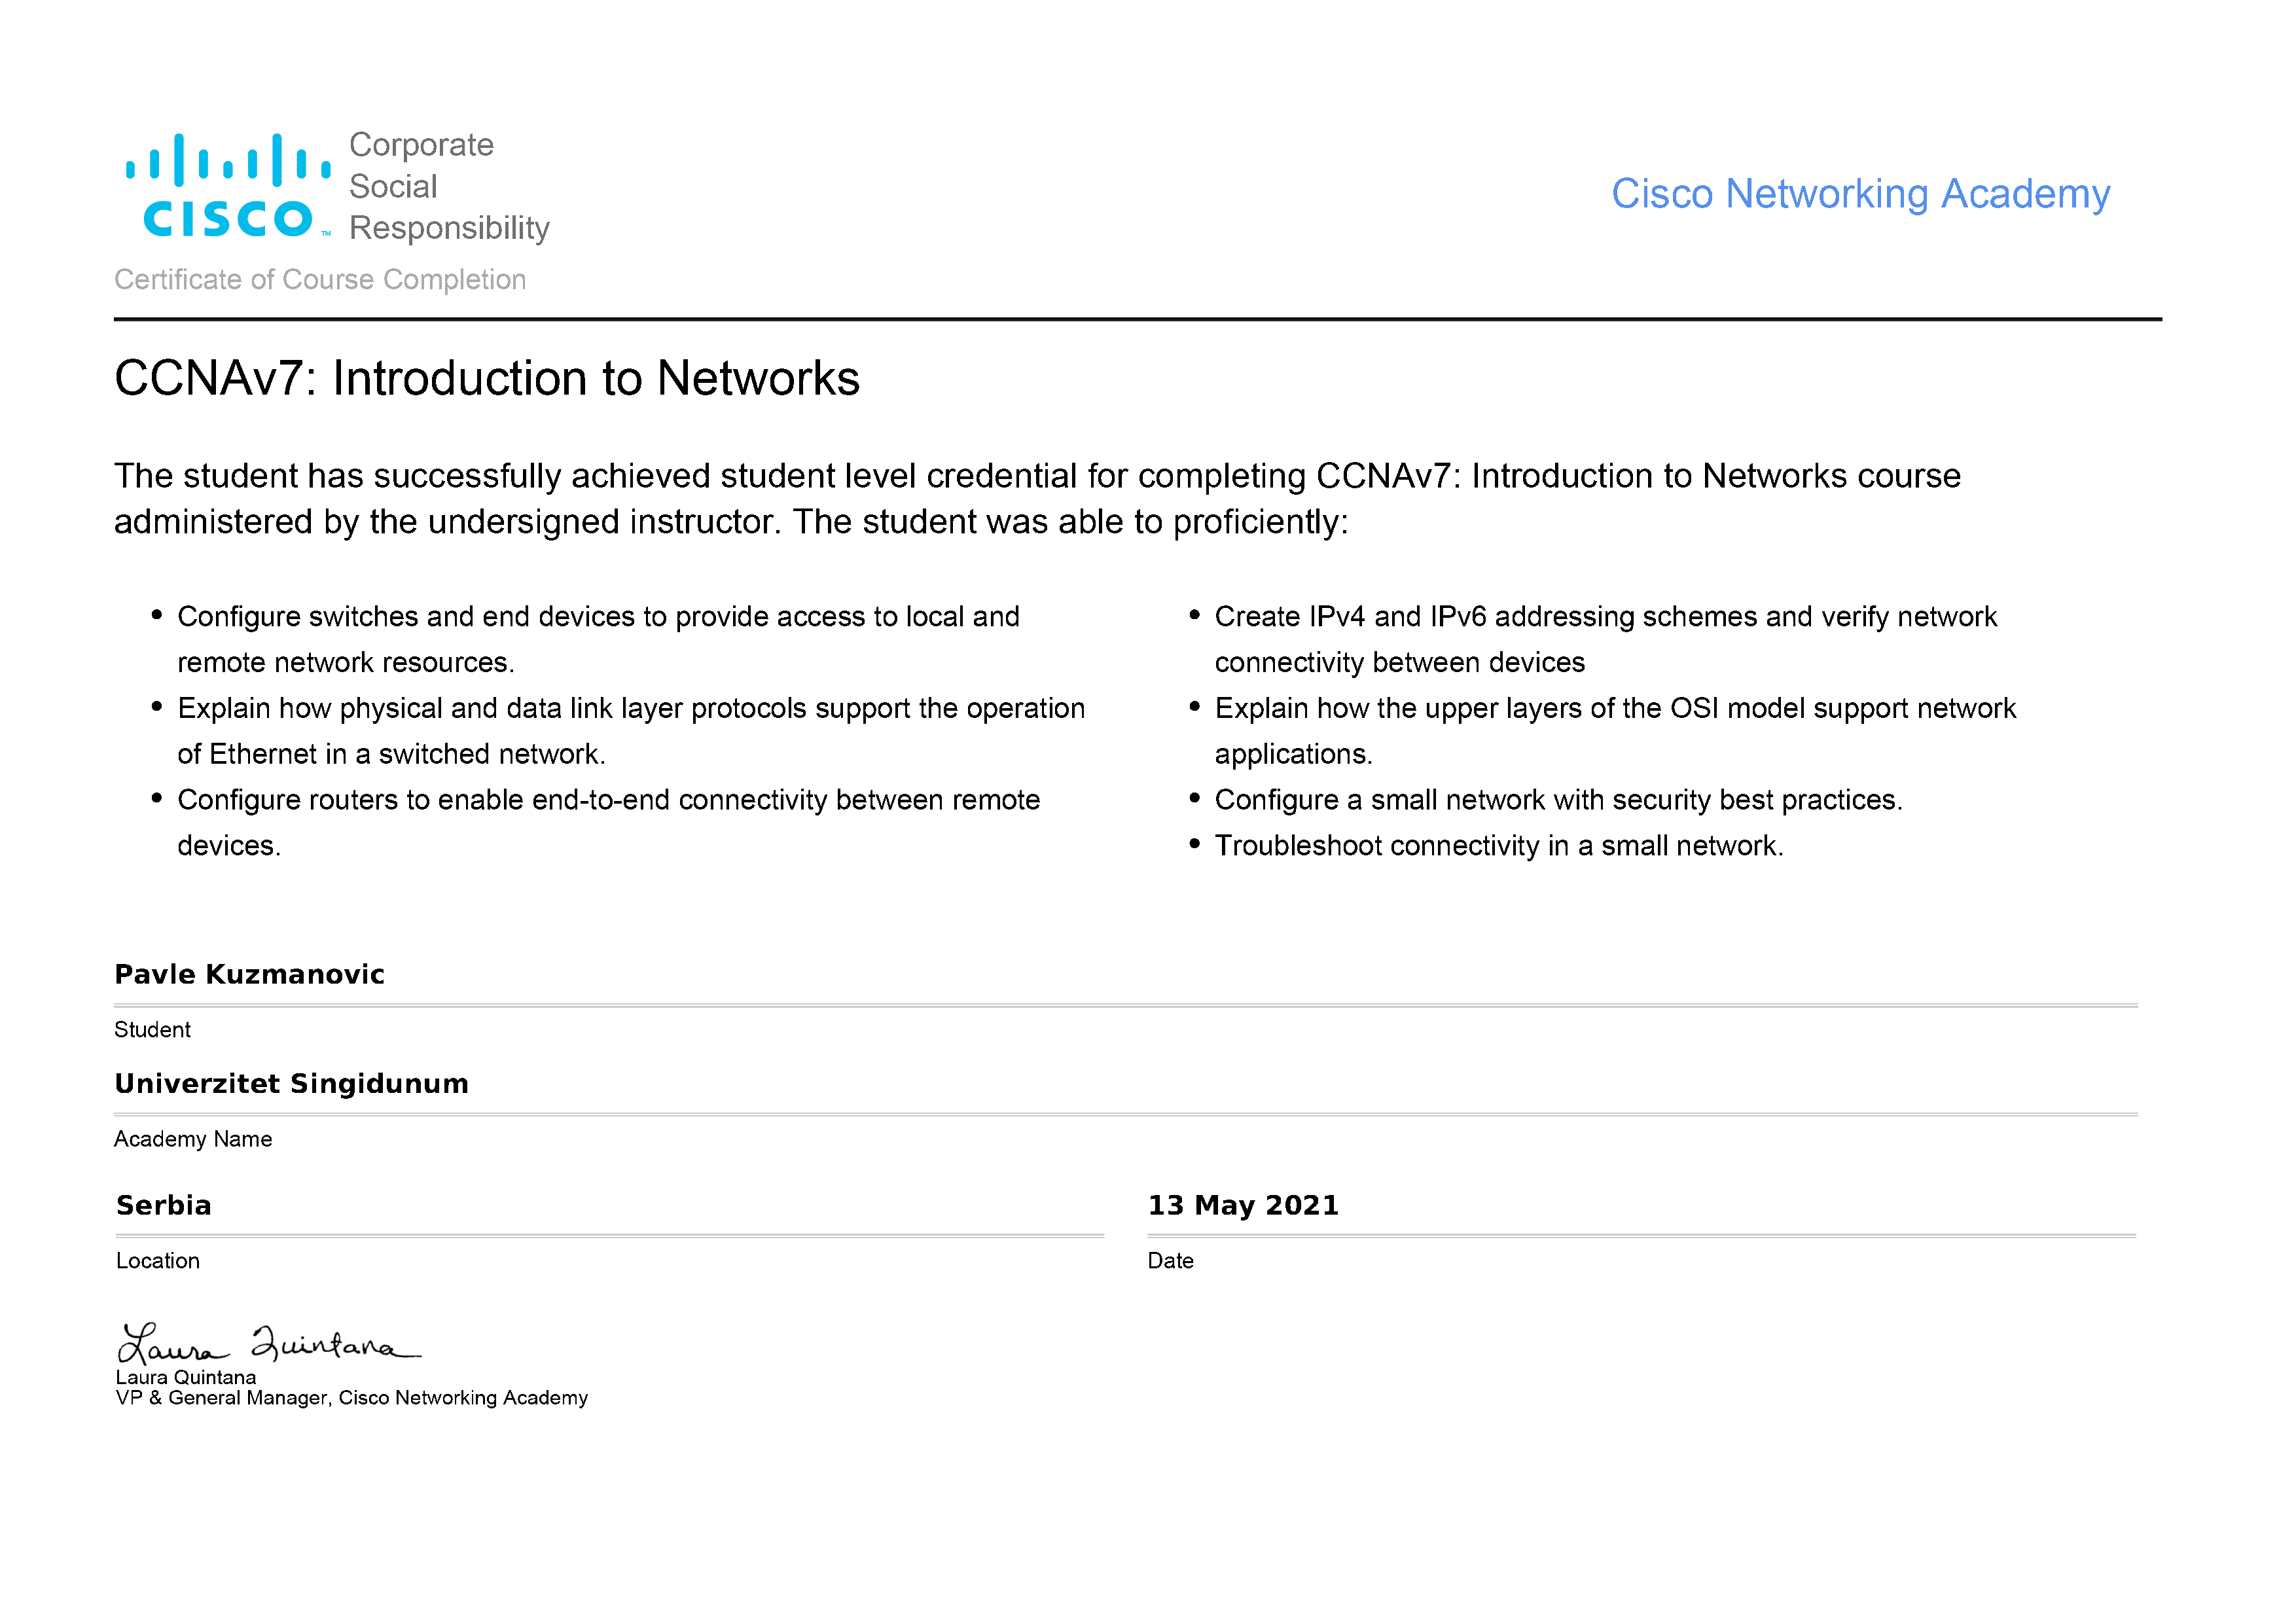 Corporate
Social
Responsibility
CISCO™
Cisco Networking Academy
Certificate of Course Completion
CCNAv7: Introduction to Networks
The student has successfully achieved student level credential for completing CCNAv7: Introduction to Networks course
administered by the undersigned instructor. The student was able to proficiently:
• Configure switches and end devices to provide access to local and
remote network resources.
• Explain how physical and data link layer protocols support the operation
of Ethernet in a switched network.
• Configure routers to enable end-to-end connectivity between remote
devices.
• Create IPv4 and IPv6 addressing schemes and verify network
connectivity between devices
• Explain how the upper layers of the OSI model support network
applications.
• Configure a small network with security best practices.
• Troubleshoot connectivity in a small network.
Pavle Kuzmanovic
Student
Univerzitet Singidunum
Academy Name
Serbia
Location
13 May 2021
Date
Laura Quintana
Laura Quintana
VP & General Manager, Cisco Networking Academy